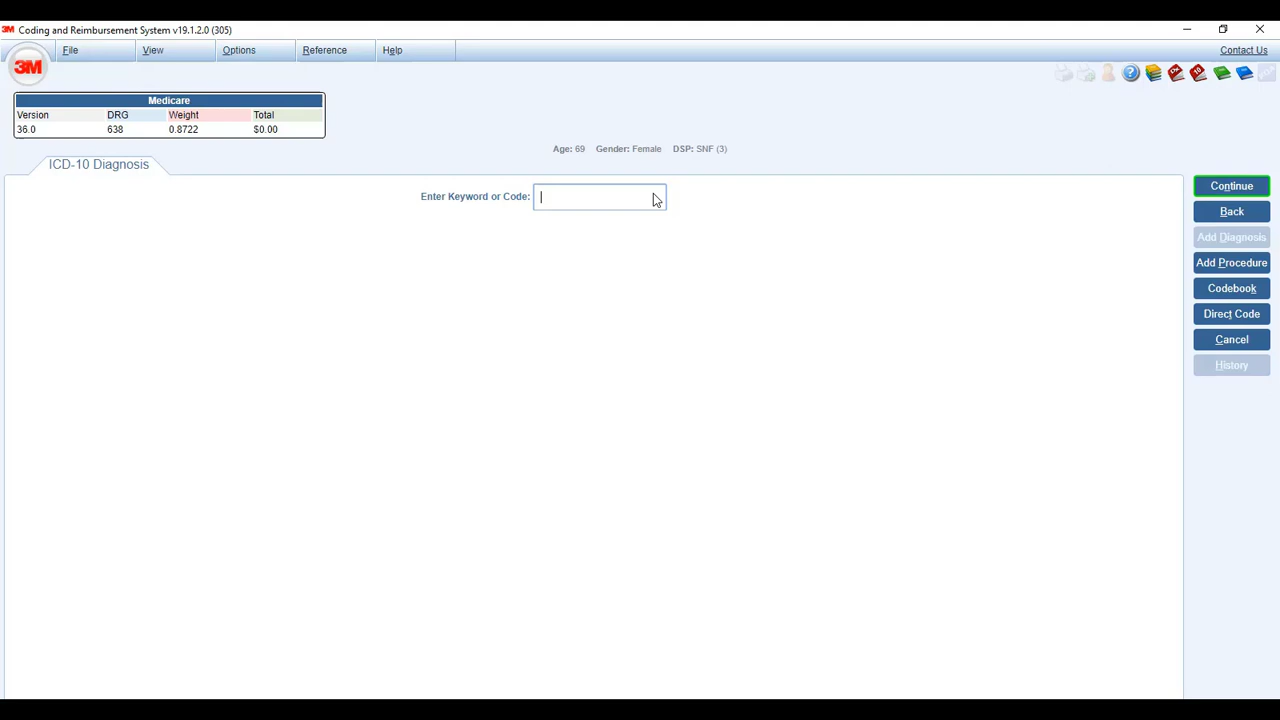 3M Coding and Reimbursement System v19.1.2.0 (305)
File View Options Reference Help Contact Us
3M
Medicare
Version DRG Weight Total
36.0 638 0.8722 $0.00
Age: 69 Gender: Female DSP: SNF (3)
ICD-10 Diagnosis
Enter Keyword or Code:
Continue
Back
Add Diagnosis
Add Procedure
Codebook
Direct Code
Cancel
History